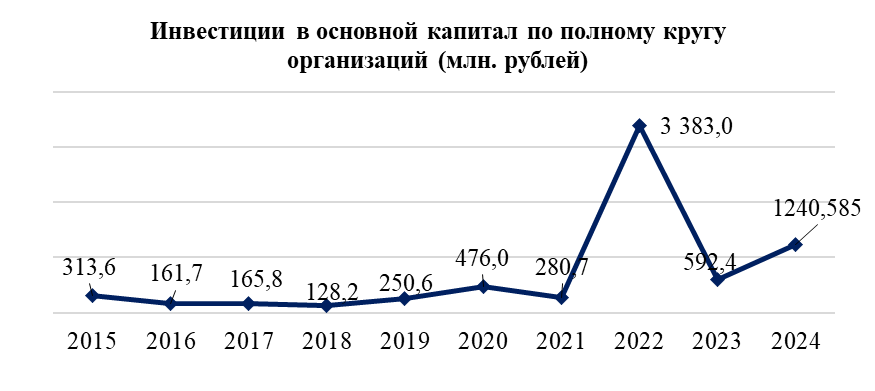 Инвестиции в основной капитал по полному кругу
организаций (млн. рублей)
3 383,0
1240,585
313,6 161,7 165,8 128,2 250,6 476,0 280,7 592,4
2015 2016 2017 2018 2019 2020 2021 2022 2023 2024